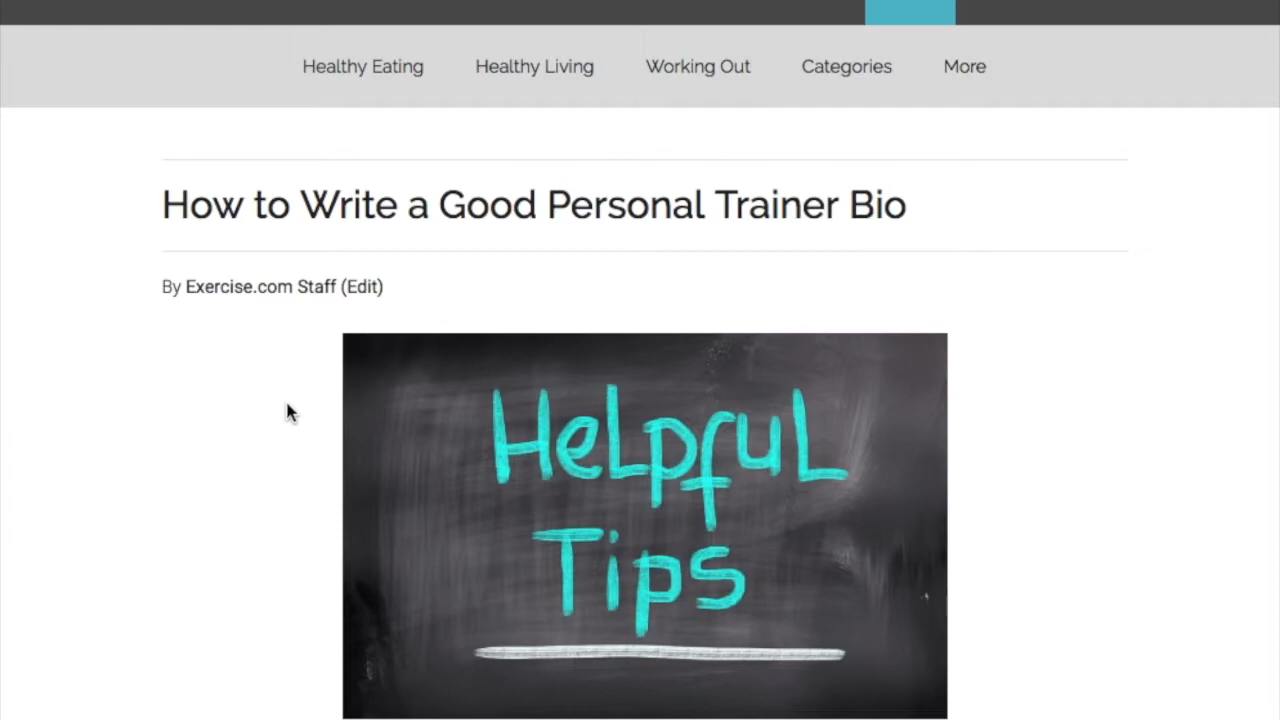 Healthy Eating Healthy Living Working Out Categories More
How to Write a Good Personal Trainer Bio
By Exercise.com Staff (Edit)
HeLpfuL
Tips